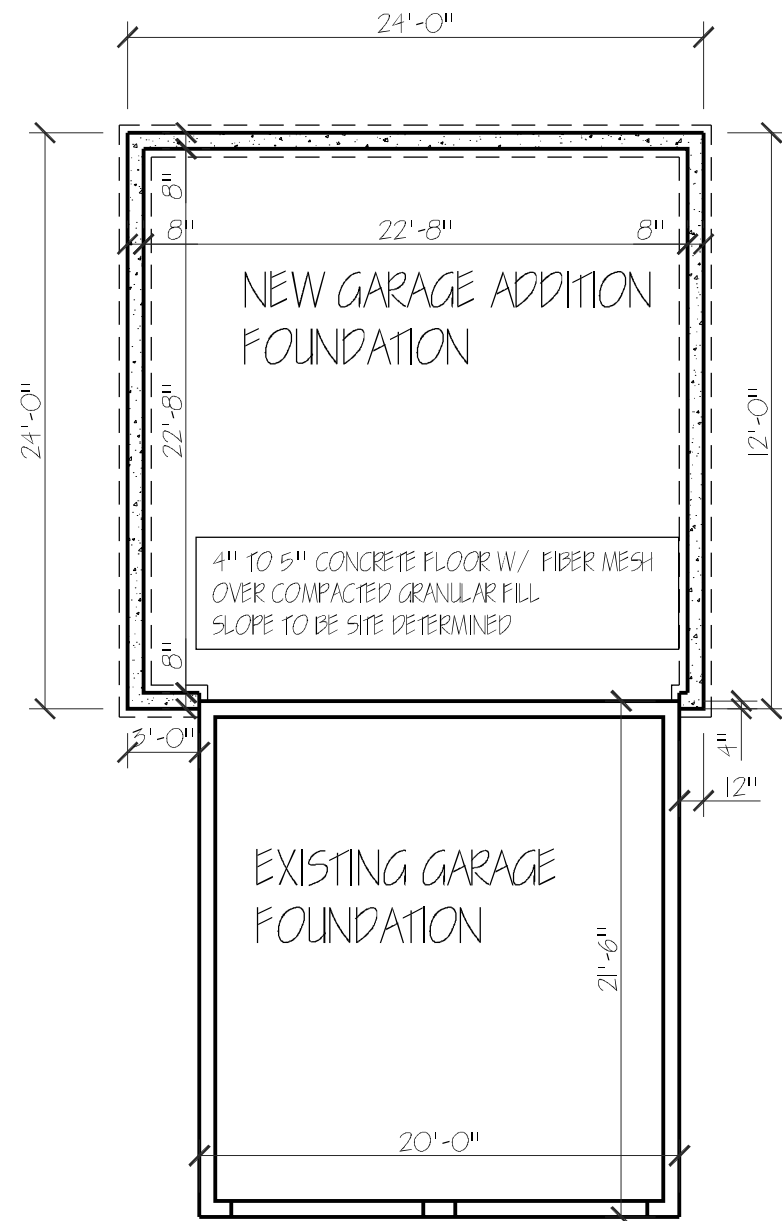 24'-0"
8"
8"
22'-8"
8"
NEW GARAGE ADDITION
FOUNDATION
24'-0"
22'-8"
12'-0"
4" TO 5" CONCRETE FLOOR W/ FIBER MESH
OVER COMPACTED GRANULAR FILL
SLOPE TO BE SITE DETERMINED
8"
3'-0"
4"
12"
EXISTING GARAGE
FOUNDATION
21'-6"
20'-0"